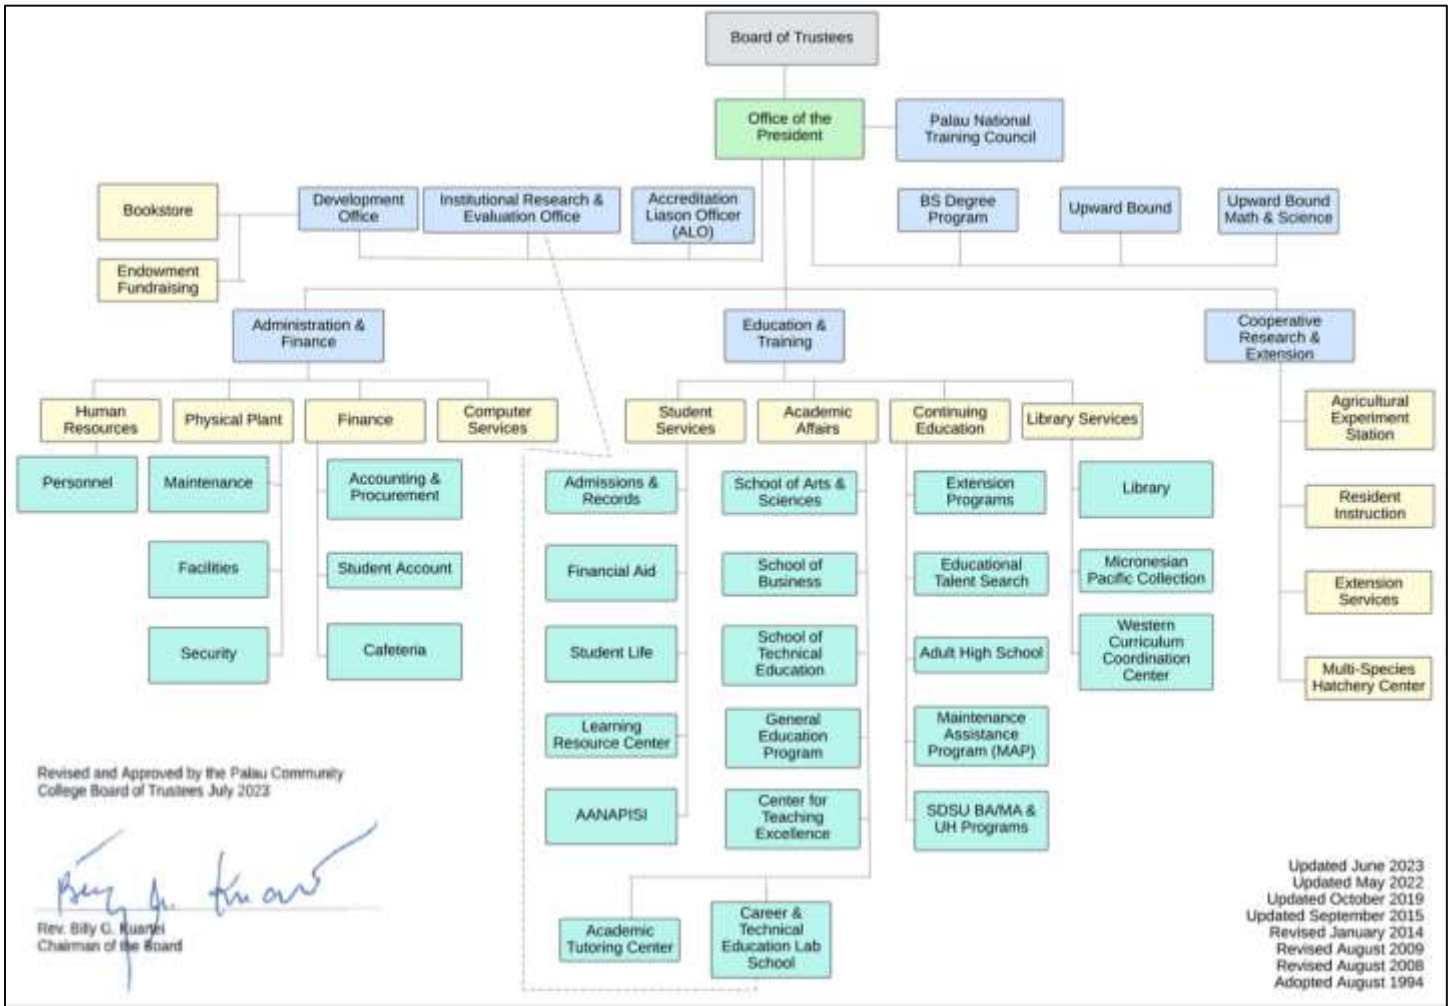 Board of Trustees
Office of the
President
Palau National
Training Council
Bookstore
Endowment
Fundraising
Development
Office
Institutional Research &
Evaluation Office
Accreditation
Liason Officer
(ALO)
BS Degree
Program
Upward Bound
Upward Bound
Math & Science
Administration &
Finance
Education &
Training
Cooperative
Research &
Extension
Human
Resources
Physical Plant
Finance
Computer
Services
Student
Services
Academic
Affairs
Continuing
Education
Library Services
Personnel
Maintenance
Facilities
Security
Accounting &
Procurement
Student Account
Cafeteria
Admissions &
Records
Financial Aid
Student Life
Learning
Resource Center
AANAPISI
School of Arts &
Sciences
School of
Business
School of
Technical
Education
General
Education
Program
Center for
Teaching
Excellence
Academic
Tutoring Center
Career &
Technical
Education Lab
School
Extension
Programs
Educational
Talent Search
Adult High School
Maintenance
Assistance
Program (MAP)
SDSU BA/MA &
UH Programs
Library
Micronesian
Pacific Collection
Western
Curriculum
Coordination
Center
Agricultural
Experiment
Station
Resident
Instruction
Extension
Services
Multi-Species
Hatchery Center
Revised and Approved by the Palau Community
College Board of Trustees July 2023
Rev. Billy G. Kuartei
Chairman of the Board
Updated June 2023
Updated May 2022
Updated October 2019
Updated September 2015
Revised January 2014
Revised August 2009
Revised August 2008
Adopted August 1994